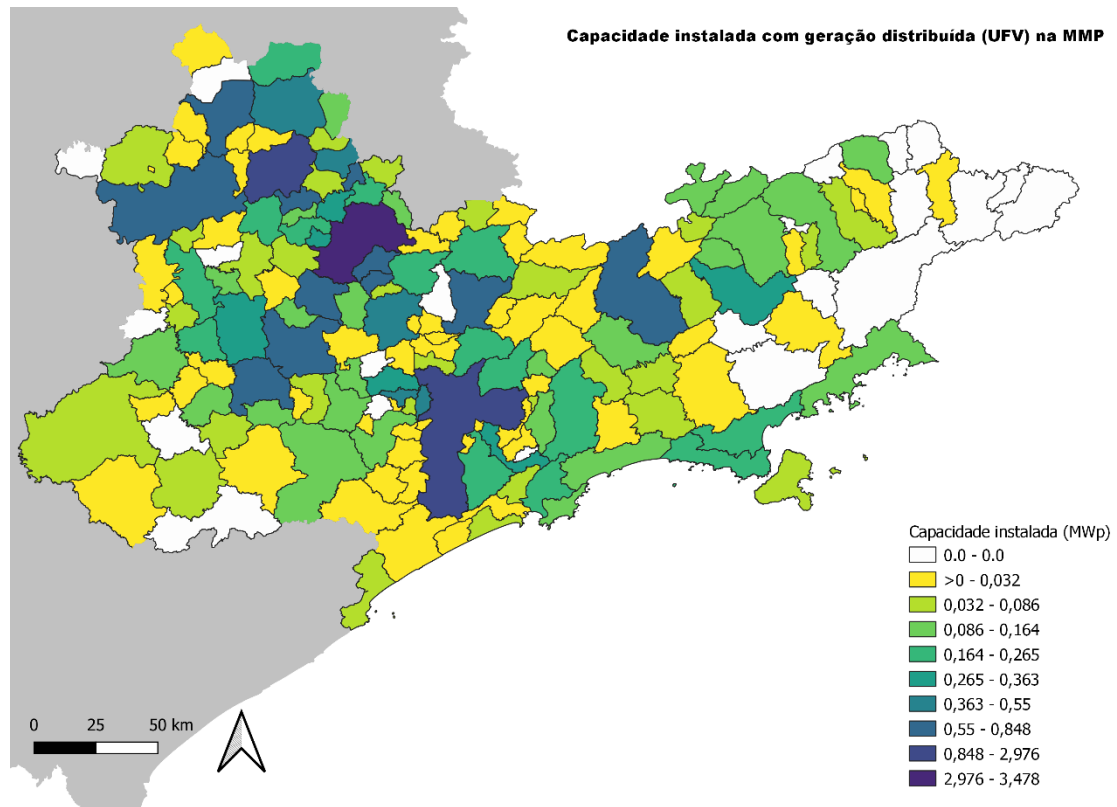 Capacidade instalada com geração distribuída (UFV) na MMP
Capacidade instalada (MWp)
0.0 - 0.0
>0 - 0,032
0,032 - 0,086
0,086 - 0,164
0,164 - 0,265
0,265 - 0,363
0,363 - 0,55
0,55 - 0,848
0,848 - 2,976
2,976 - 3,478
0 25 50 km